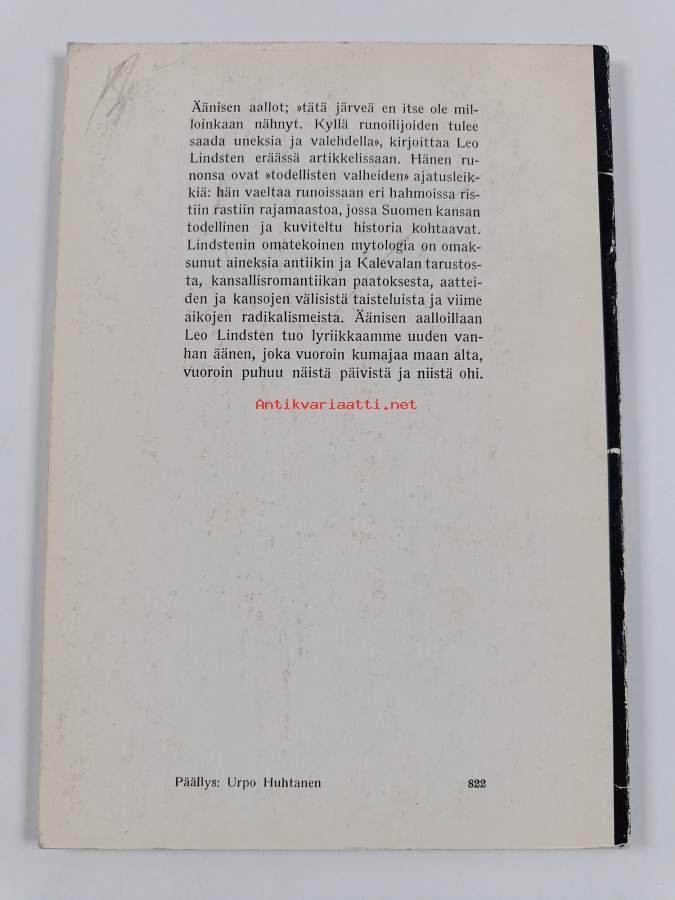 Äänisen aallot; »tätä järveä en itse ole mil-
loinkaan nähnyt. Kyllä runoilijoiden tulee
saada uneksia ja valehdella», kirjoittaa Leo
Lindsten eräässä artikkelissaan. Hänen ru-
nonsa ovat »todellisten valheiden» ajatusleik-
kiä: hän vaeltaa runoissaan eri hahmoissa ris-
tiin rastiin rajamaastoa, jossa Suomen kansan
todellinen ja kuviteltu historia kohtaavat.
Lindstenin omatekoinen mytologia on omak-
sunut aineksia antiikin ja Kalevalan tarustos-
ta, kansallisromantiikan paatoksesta, aattei-
den ja kansojen välisistä taisteluista ja viime
aikojen radikalismeista. Äänisen aalloillaan
Leo Lindsten tuo lyriikkaamme uuden van-
han äänen, joka vuoroin kumajaa maan alta,
vuoroin puhuu näistä päivistä ja niistä ohi.
Antikvariaatti.net
Päällys: Urpo Huhtanen 822